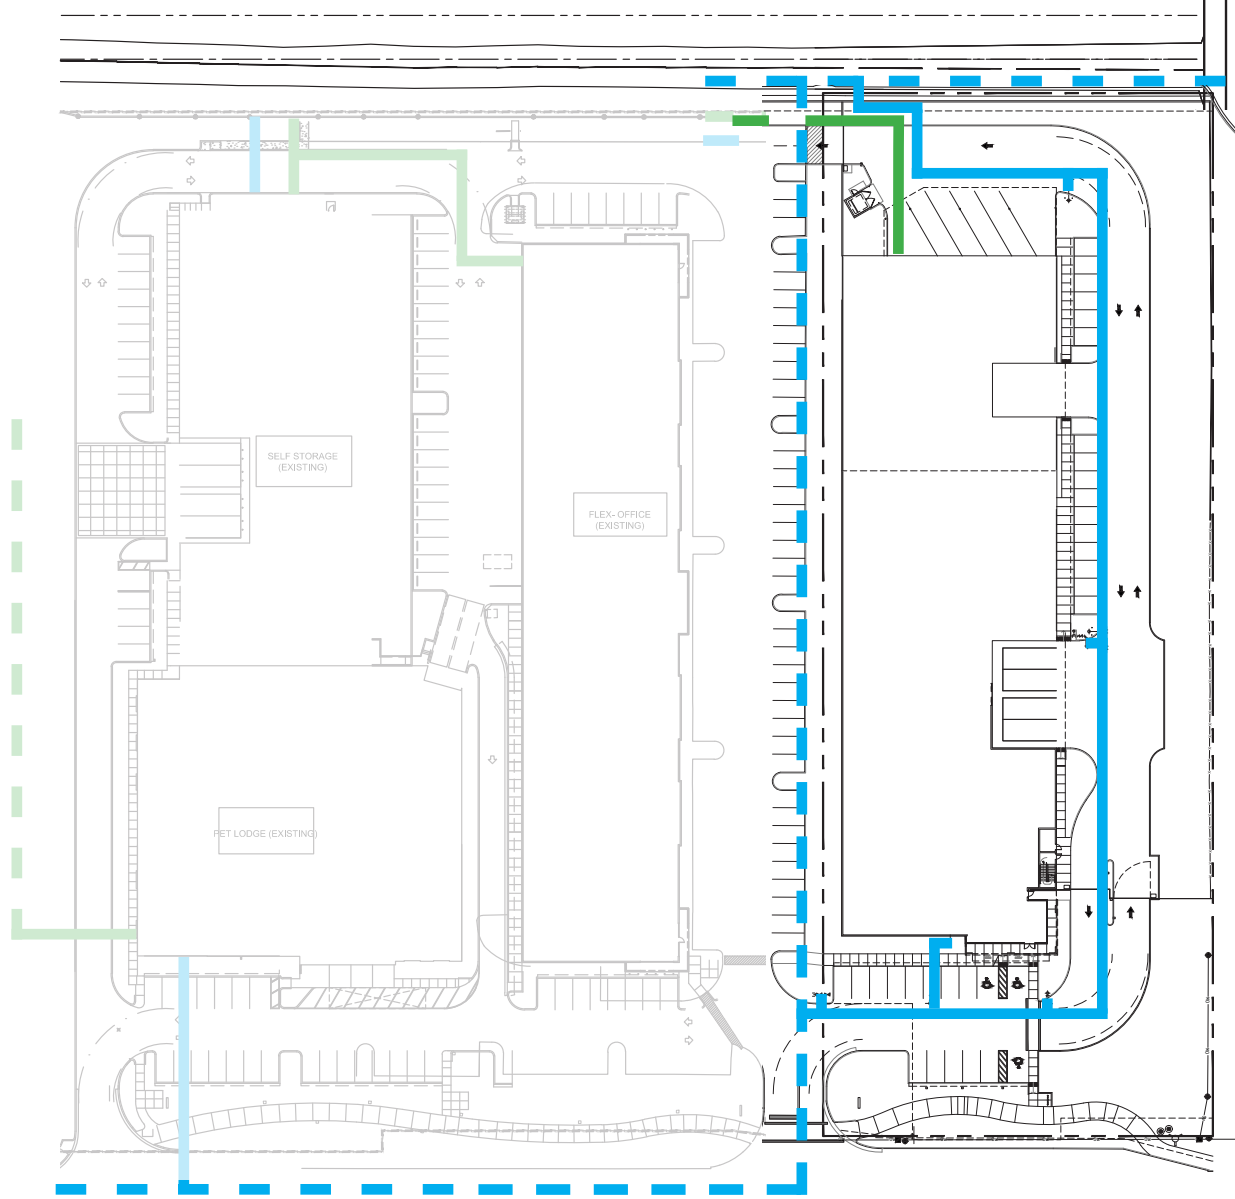 SELF STORAGE
(EXISTING)
FLEX- OFFICE
(EXISTING)
PET LODGE (EXISTING)